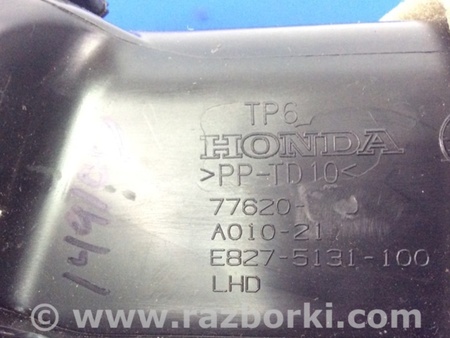 TP6
HONDA
>PP-TD10<
77620-
A010-21
E827-5131-100
LHD
www.razborki.com